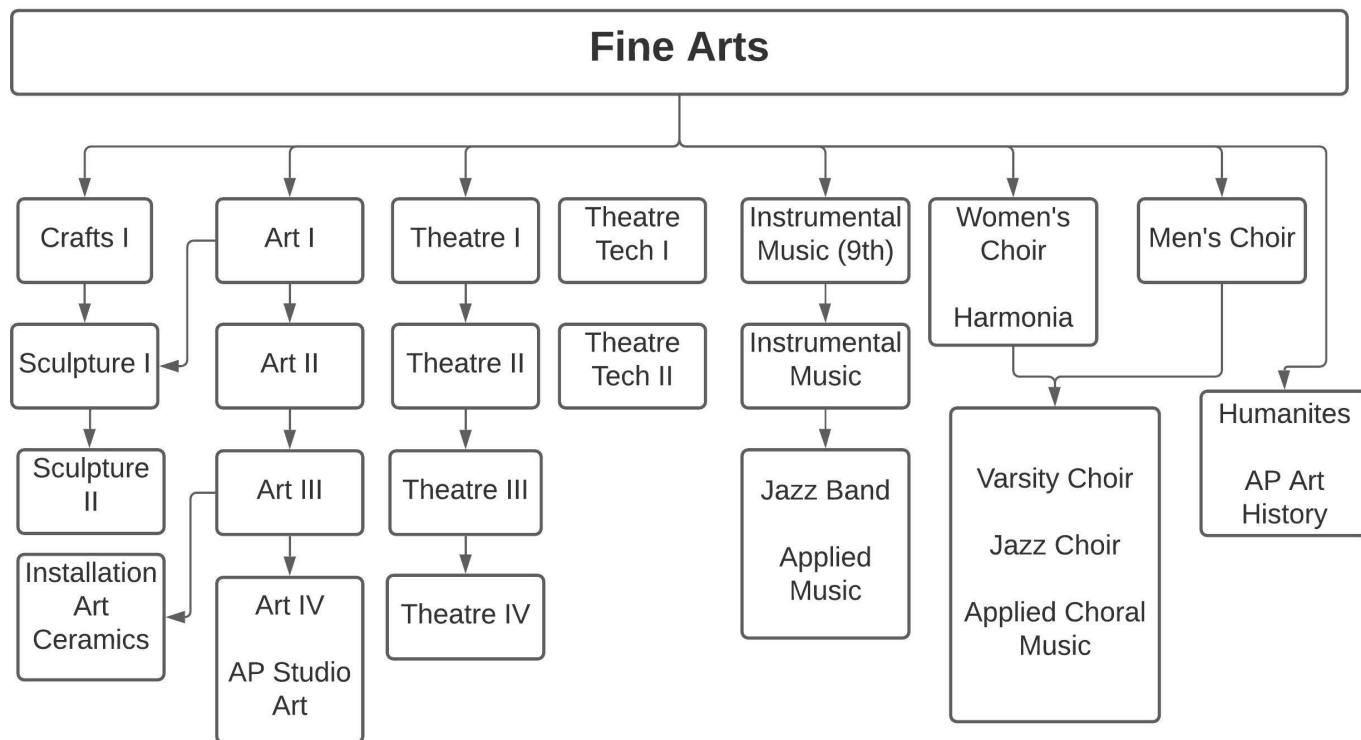 Fine Arts
Crafts I
Art I
Theatre I
Theatre
Tech I
Instrumental
Music (9th)
Women's
Choir
Harmonia
Men's Choir
Sculpture I
Art II
Theatre II
Theatre
Tech II
Instrumental
Music
Sculpture
II
Art III
Theatre III
Jazz Band
Applied
Music
Varsity Choir
Jazz Choir
Applied Choral
Music
Humanites
AP Art
History
Installation
Art
Ceramics
Art IV
AP Studio
Art
Theatre IV